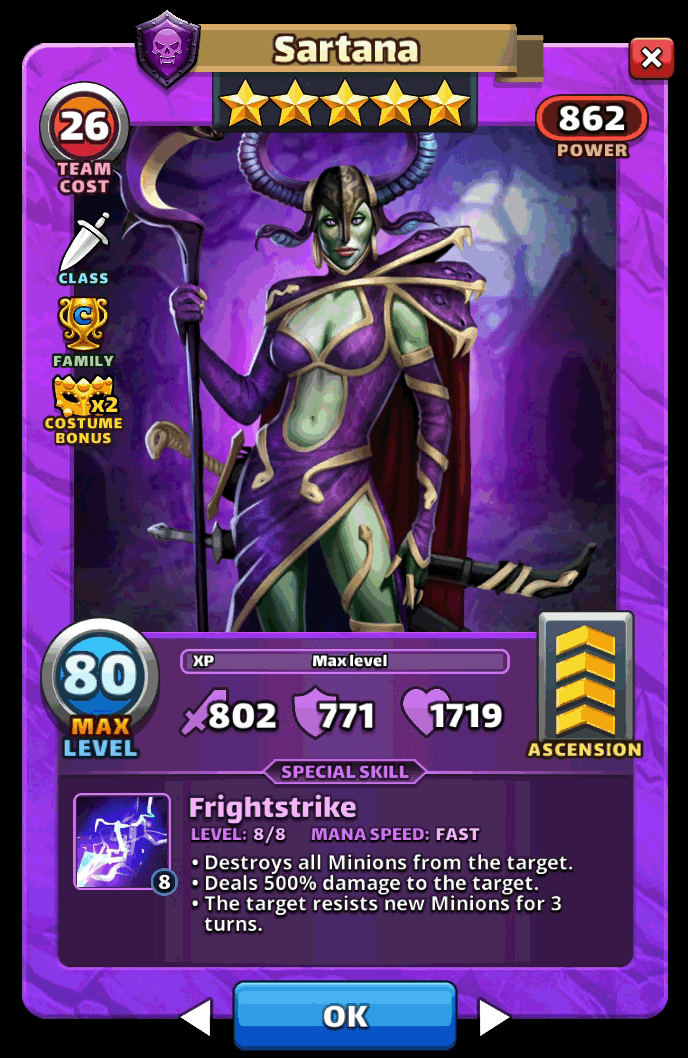 Sartana
26
TEAM
COST
862
POWER
CLASS
C
FAMILY
x2
COSTUME
BONUS
80
MAX
LEVEL
XP Max level
802 771 1719
ASCENSION
SPECIAL SKILL
Frightstrike
LEVEL: 8/8 MANA SPEED: FAST
8
• Destroys all Minions from the target.
• Deals 500% damage to the target.
• The target resists new Minions for 3
turns.
OK